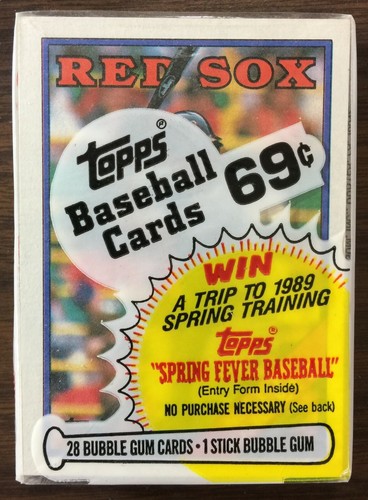 RED SOX
topps®
Baseball
Cards 69¢
WIN
A TRIP TO 1989
SPRING TRAINING
topps®
"SPRING FEVER BASEBALL"
(Entry Form Inside)
NO PURCHASE NECESSARY (See back)
28 BUBBLE GUM CARDS • 1 STICK BUBBLE GUM